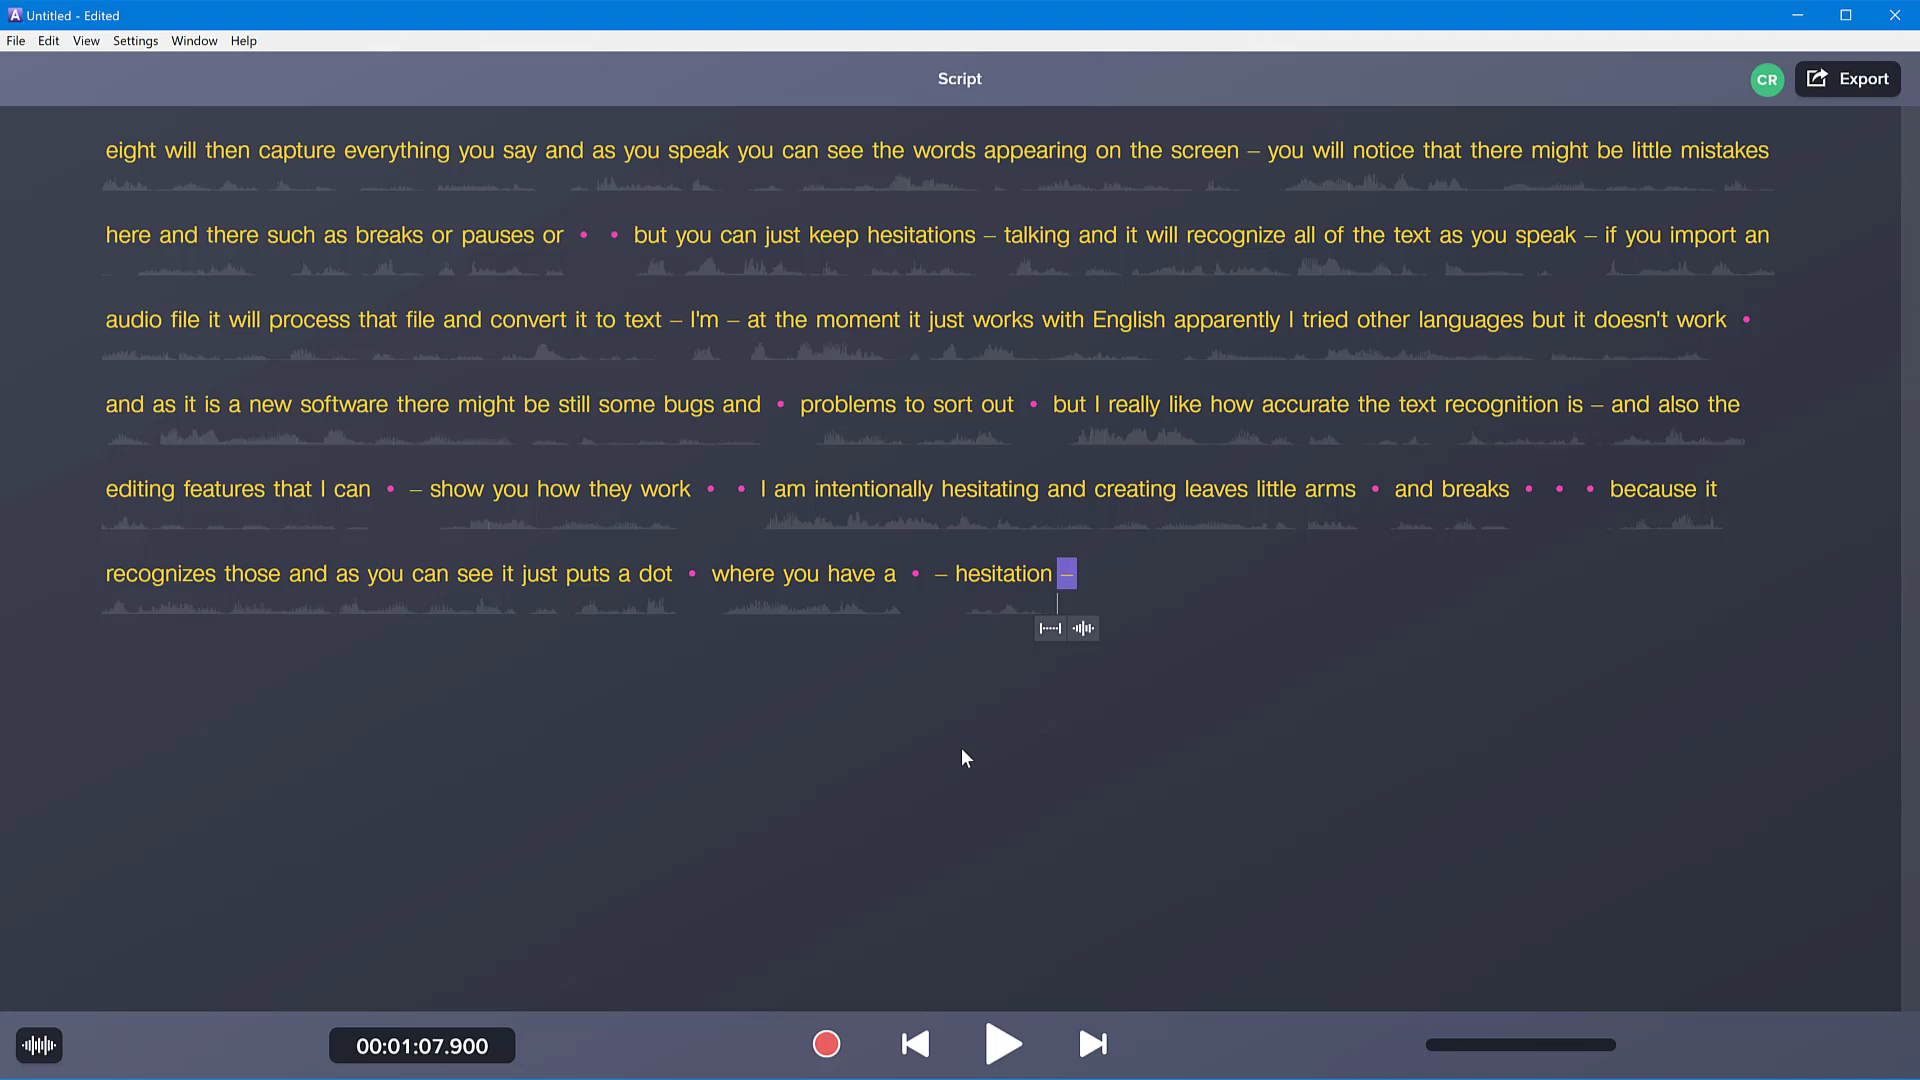 A Untitled - Edited
File Edit View Settings Window Help
Script
CR Export
eight will then capture everything you say and as you speak you can see the words appearing on the screen – you will notice that there might be little mistakes
here and there such as breaks or pauses or • • but you can just keep hesitations – talking and it will recognize all of the text as you speak – if you import an
audio file it will process that file and convert it to text – I'm – at the moment it just works with English apparently I tried other languages but it doesn't work •
and as it is a new software there might be still some bugs and • problems to sort out • but I really like how accurate the text recognition is – and also the
editing features that I can • – show you how they work • • I am intentionally hesitating and creating leaves little arms • and breaks • • • because it
recognizes those and as you can see it just puts a dot • where you have a • – hesitation –
00:01:07.900